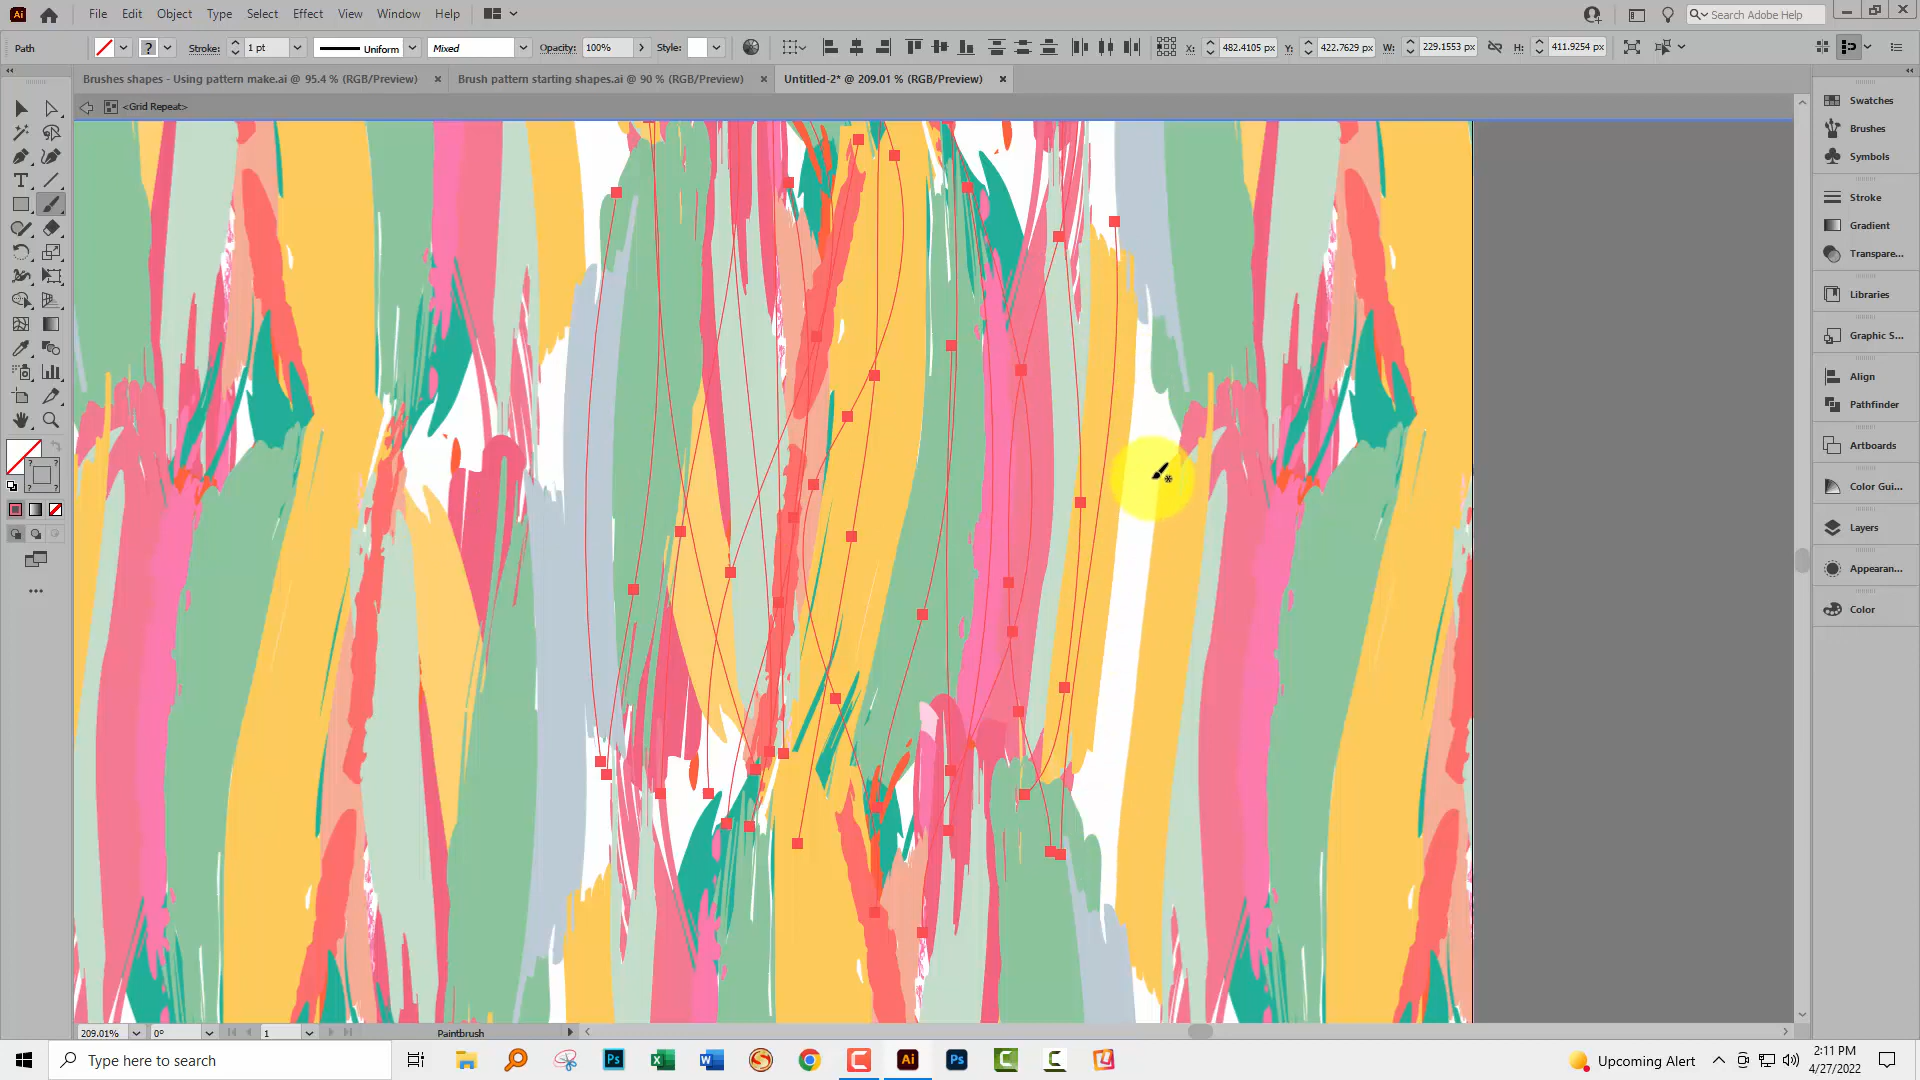 Ai File Edit Object Type Select Effect View Window Help Search Adobe Help
Path ? Stroke: 1 pt Uniform Mixed Opacity: 100% Style: X: 482.4105 px Y: 422.7629 px W: 229.1553 px H: 411.9254 px
Brushes shapes - Using pattern make.ai @ 95.4 % (RGB/Preview) Brush pattern starting shapes.ai @ 90 % (RGB/Preview) Untitled-2* @ 209.01 % (RGB/Preview)
<Grid Repeat>
Swatches
Brushes
Symbols
Stroke
Gradient
Transpare...
Libraries
Graphic S...
Align
Pathfinder
Artboards
Color Gui...
Layers
Appearan...
Color
209.01% 0° 1 Paintbrush
Type here to search
Upcoming Alert
2:11 PM
4/27/2022